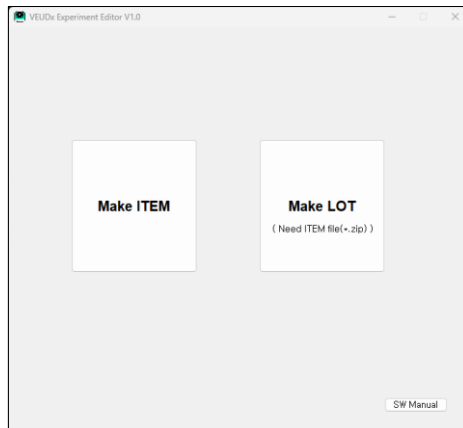 VEUDx Experiment Editor V1.0
Make ITEM
Make LOT
( Need ITEM file(*.zip) )
SW Manual